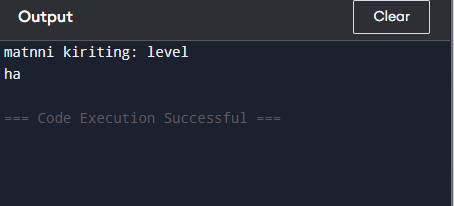 Output
Clear
matnni kiriting: level
ha
=== Code Execution Successful ===